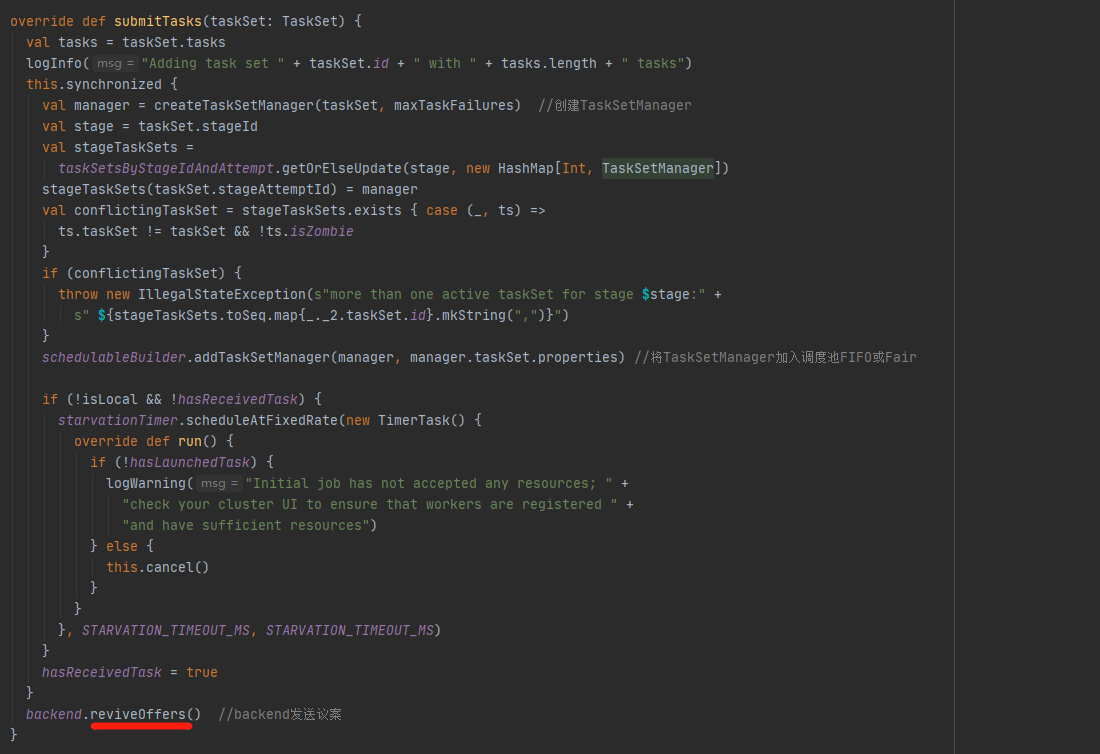 override def submitTasks(taskSet: TaskSet) {
val tasks = taskSet.tasks
logInfo( msg = "Adding task set " + taskSet.id + " with " + tasks.length + " tasks")
this.synchronized {
val manager = createTaskSetManager(taskSet, maxTaskFailures)  //创建TaskSetManager
val stage = taskSet.stageId
val stageTaskSets =
taskSetsByStageIdAndAttempt.getOrElseUpdate(stage, new HashMap[Int, TaskSetManager])
stageTaskSets(taskSet.stageAttemptId) = manager
val conflictingTaskSet = stageTaskSets.exists { case (_, ts) =>
ts.taskSet != taskSet && !ts.isZombie
}
if (conflictingTaskSet) {
throw new IllegalStateException(s"more than one active taskSet for stage $stage:" +
s" ${stageTaskSets.toSeq.map{_._2.taskSet.id}.mkString(",")}")
}
schedulableBuilder.addTaskSetManager(manager, manager.taskSet.properties) //将TaskSetManager加入调度池FIFO或Fair
if (!isLocal && !hasReceivedTask) {
starvationTimer.scheduleAtFixedRate(new TimerTask() {
override def run() {
if (!hasLaunchedTask) {
logWarning( msg = "Initial job has not accepted any resources; " +
"check your cluster UI to ensure that workers are registered " +
"and have sufficient resources")
} else {
this.cancel()
}
}
}, STARVATION_TIMEOUT_MS, STARVATION_TIMEOUT_MS)
}
hasReceivedTask = true
}
backend.reviveOffers()  //backend发送议案
}